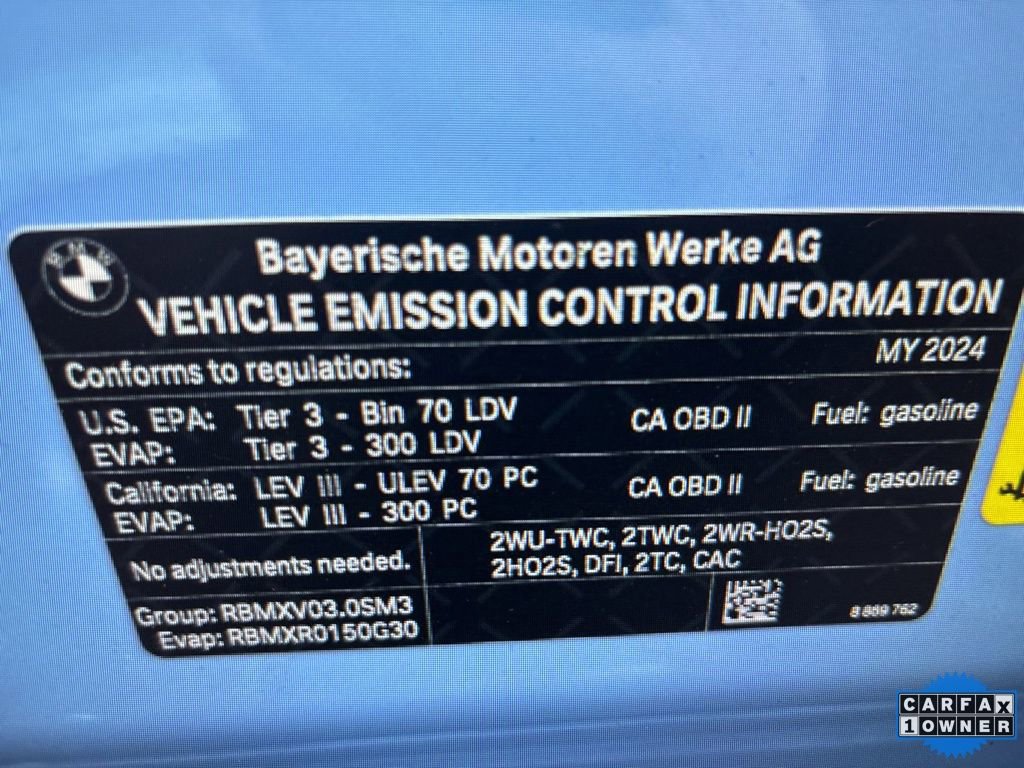 BMW
Bayerische Motoren Werke AG
VEHICLE EMISSION CONTROL INFORMATION
MY 2024
Conforms to regulations:
U.S. EPA: Tier 3 - Bin 70 LDV CA OBD II Fuel: gasoline
EVAP: Tier 3 - 300 LDV
California: LEV III - ULEV 70 PC CA OBD II Fuel: gasoline
EVAP: LEV III - 300 PC
No adjustments needed. 2WU-TWC, 2TWC, 2WR-HO2S,
2HO2S, DFI, 2TC, CAC
Group: RBMXV03.0SM3
Evap: RBMXR0150G30
8 889 762
CARFAX
1 OWNER